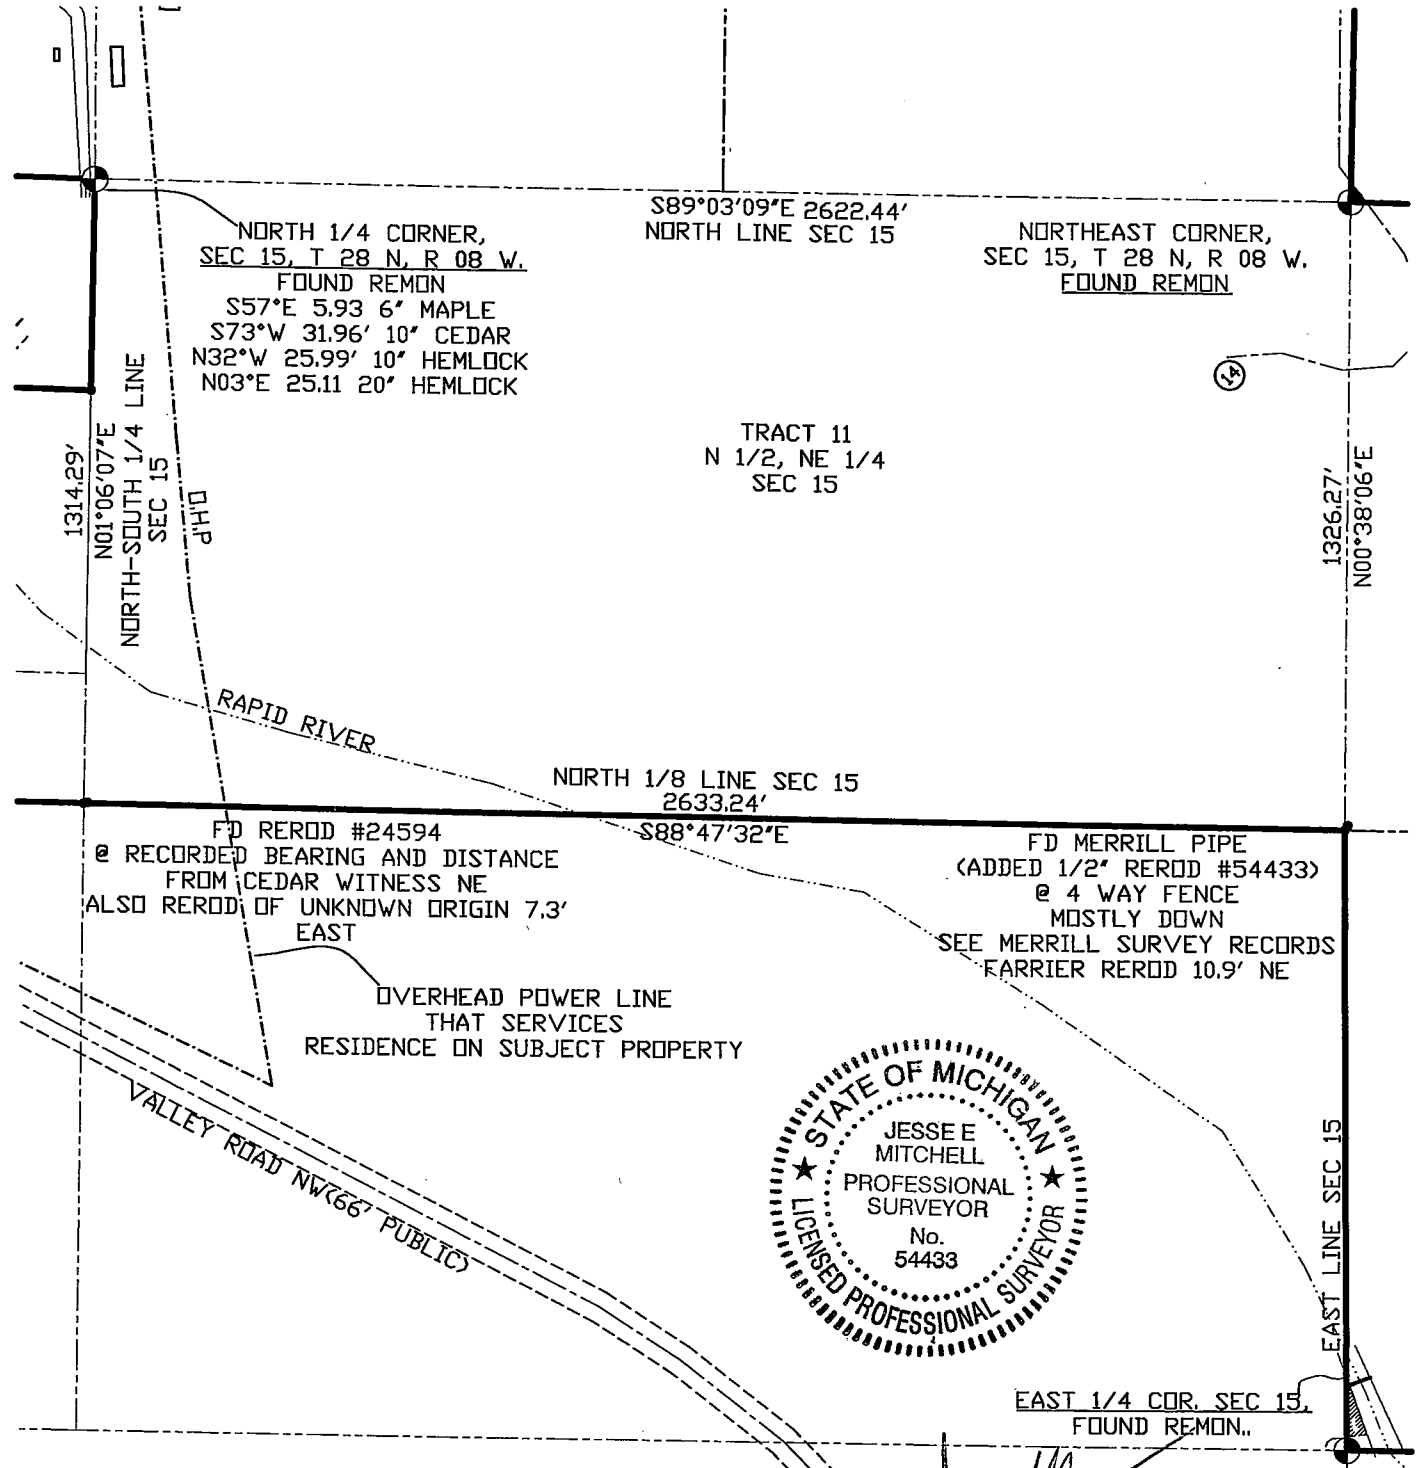 S89°03'09"E 2622.44'
NORTH LINE SEC 15
NORTH 1/4 CORNER,
SEC 15, T 28 N, R 08 W.
FOUND REMON
S57°E 5.93 6" MAPLE
S73°W 31.96' 10" CEDAR
N32°W 25.99' 10" HEMLOCK
N03°E 25.11 20" HEMLOCK
NORTHEAST CORNER,
SEC 15, T 28 N, R 08 W.
FOUND REMON
14
TRACT 11
N 1/2, NE 1/4
SEC 15
1314.29'
N01°06'07"E
NORTH-SOUTH 1/4 LINE
SEC 15
O.H.P
1326.27'
N00°38'06"E
RAPID RIVER
NORTH 1/8 LINE SEC 15
2633.24'
S88°47'32"E
FD REROD #24594
@ RECORDED BEARING AND DISTANCE
FROM CEDAR WITNESS NE
ALSO REROD OF UNKNOWN ORIGIN 7.3'
EAST
FD MERRILL PIPE
(ADDED 1/2" REROD #54433)
@ 4 WAY FENCE
MOSTLY DOWN
SEE MERRILL SURVEY RECORDS
FARRIER REROD 10.9' NE
OVERHEAD POWER LINE
THAT SERVICES
RESIDENCE ON SUBJECT PROPERTY
VALLEY ROAD NW(66' PUBLIC)
STATE OF MICHIGAN
JESSE E
MITCHELL
PROFESSIONAL
SURVEYOR
No.
54433
LICENSED PROFESSIONAL SURVEYOR
EAST LINE SEC 15
EAST 1/4 COR. SEC 15,
FOUND REMON..